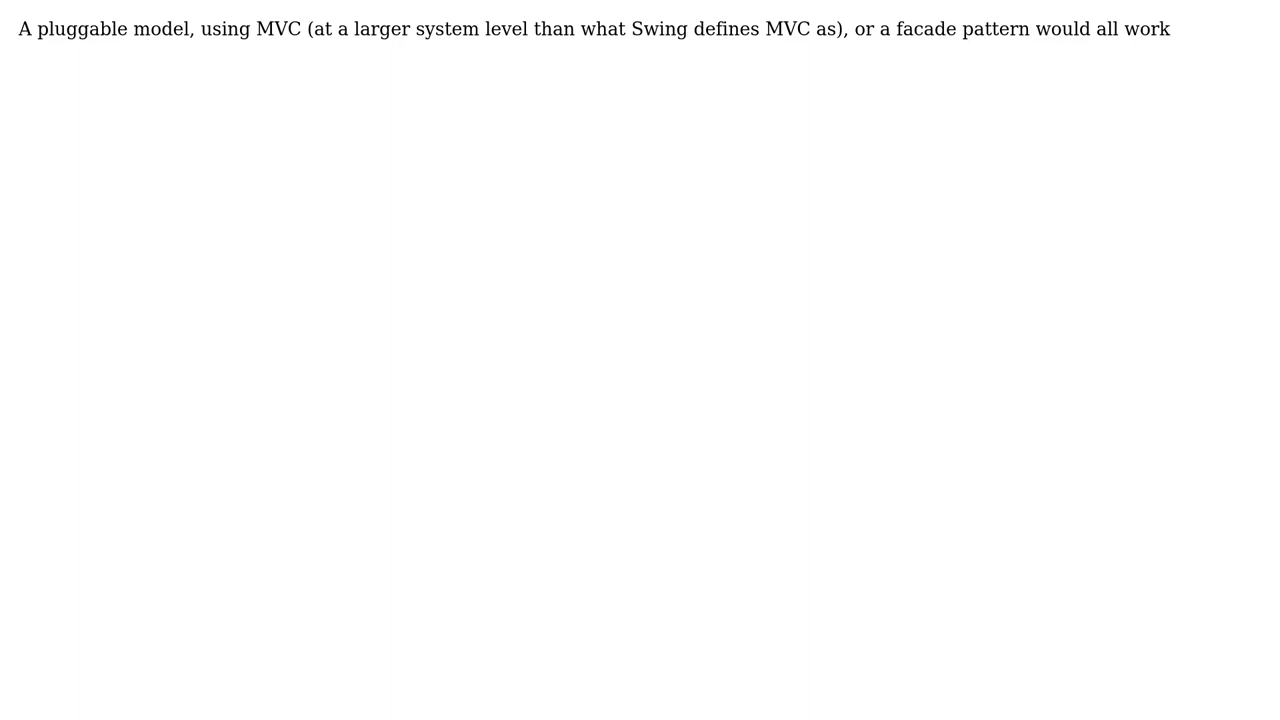 A pluggable model, using MVC (at a larger system level than what Swing defines MVC as), or a facade pattern would all work